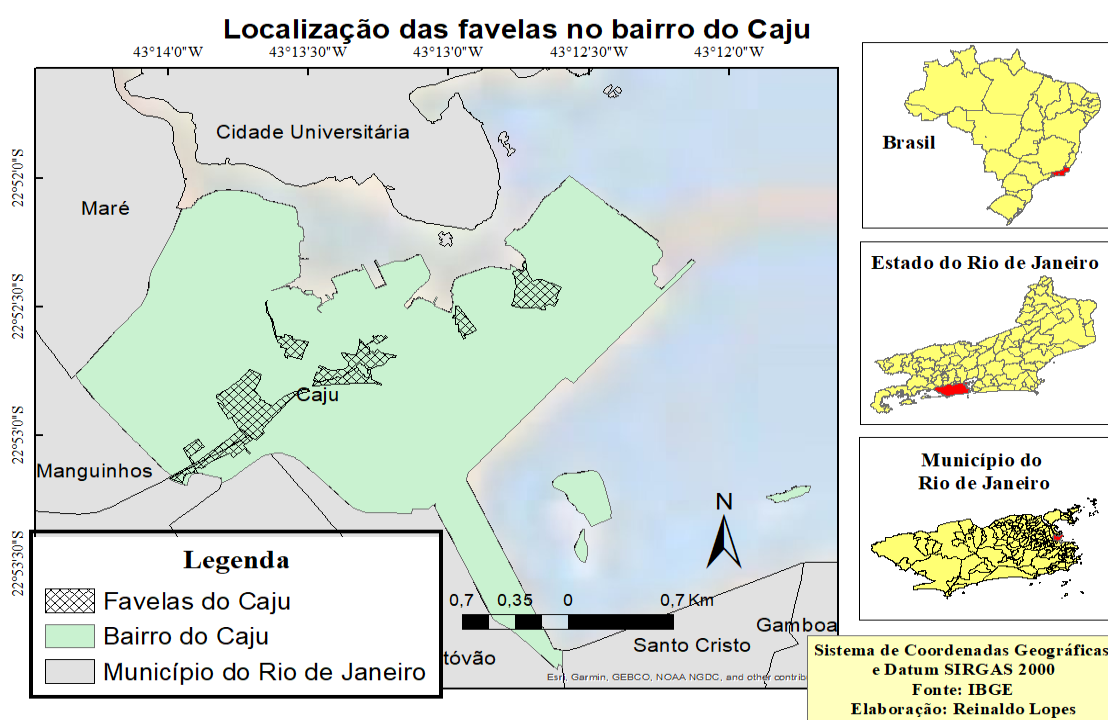 Localização das favelas no bairro do Caju
43°14'0"W 43°13'30"W 43°13'0"W 43°12'30"W 43°12'0"W
22°52'0"S
22°52'30"S
22°53'0"S
22°53'30"S
Cidade Universitária
Maré
Caju
Manguinhos
Santo Cristo
Gamboa
tóvão
N
0,7 0,35 0 0,7 Km
Esri, Garmin, GEBCO, NOAA NGDC, and other contrib
Legenda
Favelas do Caju
Bairro do Caju
Município do Rio de Janeiro
Brasil
Estado do Rio de Janeiro
Município do
Rio de Janeiro
Sistema de Coordenadas Geográficas
e Datum SIRGAS 2000
Fonte: IBGE
Elaboração: Reinaldo Lopes